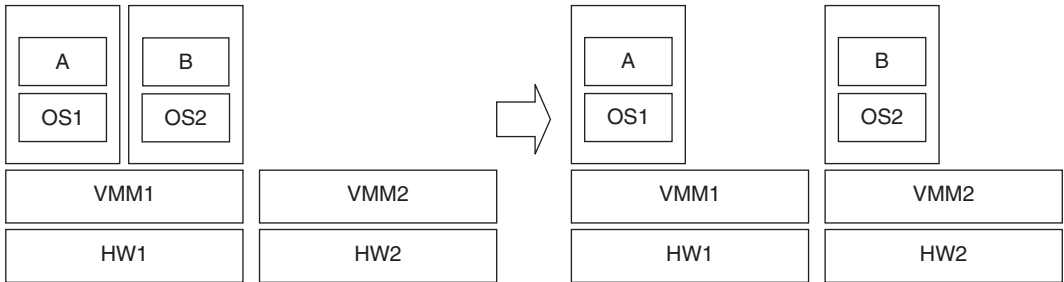 A B A B
OS1 OS2 OS1 OS2
VMM1 VMM2 VMM1 VMM2
HW1 HW2 HW1 HW2